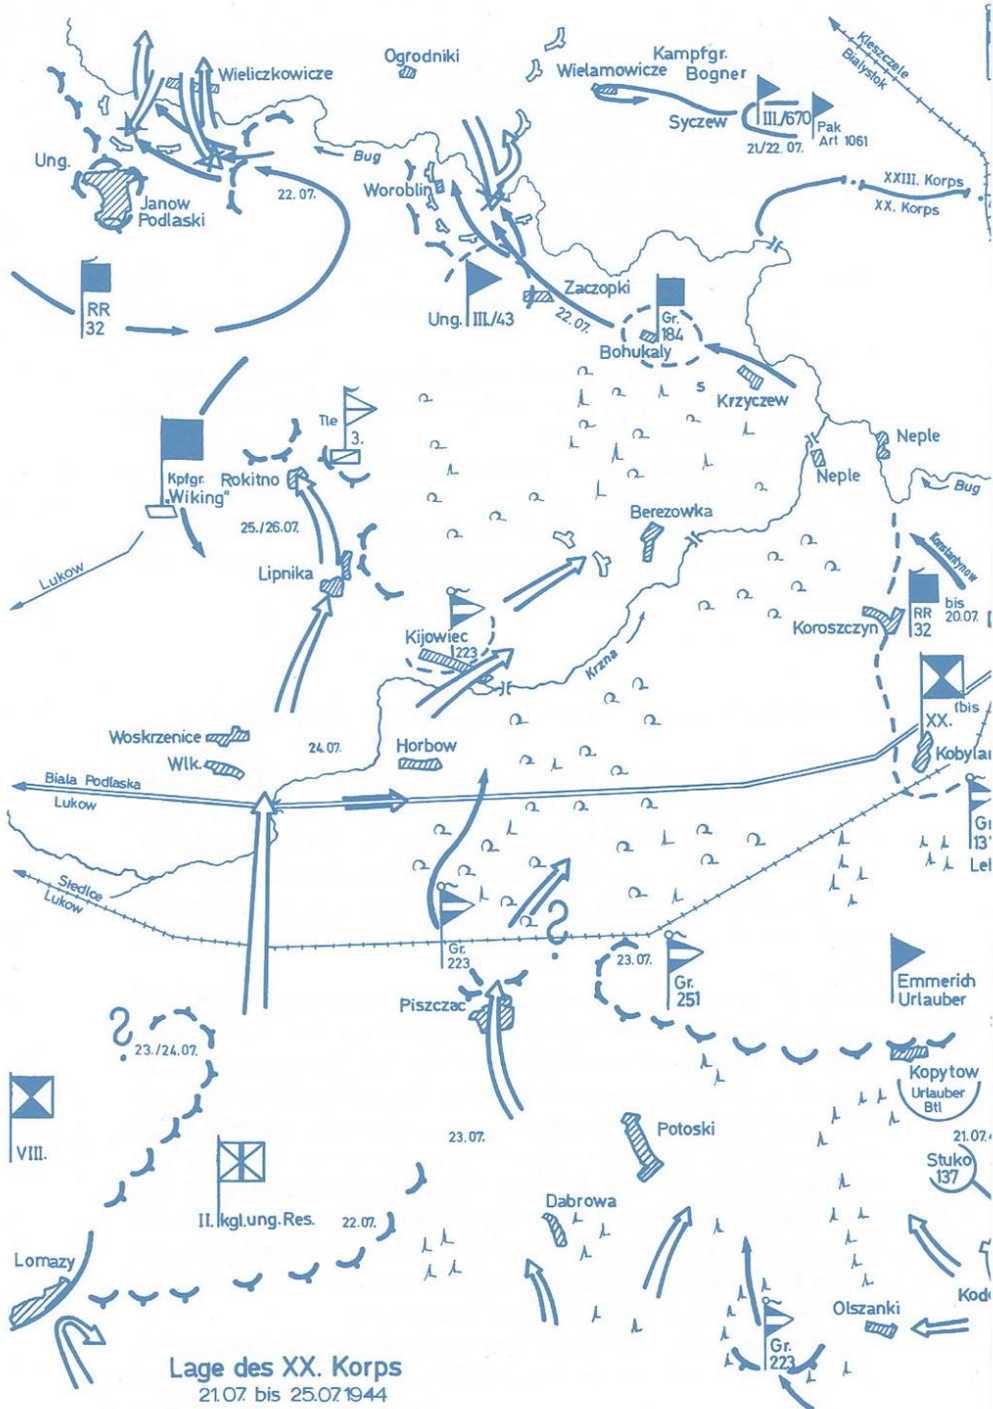 Kleszczele
Bialystok
Ogrodniki
Kampfgr.
Bogner
Wielamowicze
Wieliczkowicze
III./670
Syczew
Pak
Art 1061
21/22. 07.
Ung.
Bug
Janow
Podlaski
22.07.
Woroblin
XXIII. Korps
XX. Korps
RR
32
Zaczopki
Ung. III./43
22.07.
Gr.
184
Bohukaly
s
Krzyczew
Tle
3.
Neple
Neple
Kpfgr.
„Wiking"
Rokitno
Bug
25./26.07.
Berezowka
Konstantynow
Lukow
Lipnika
RR
32
bis
20.07.
Koroszczyn
Kijowiec
223
Krzna
XX.
(bis
Woskrzenice
Wlk.
24.07.
Horbow
Kobylan
Biala Podlaska
Lukow
Gr
13
Lel
Siedlce
Lukow
Gr.
223
23.07.
Gr.
251
Emmerich
Urlauber
Piszczac
?
?
23./24.07.
Kopytow
Urlauber
Btl
VIII.
23.07.
Potoski
21.07.
Stuko
137
II. kgl.ung.Res.
22.07.
Dabrowa
Lomazy
Olszanki
Kod
Gr.
223
Lage des XX. Korps
21.07. bis 25.07.1944